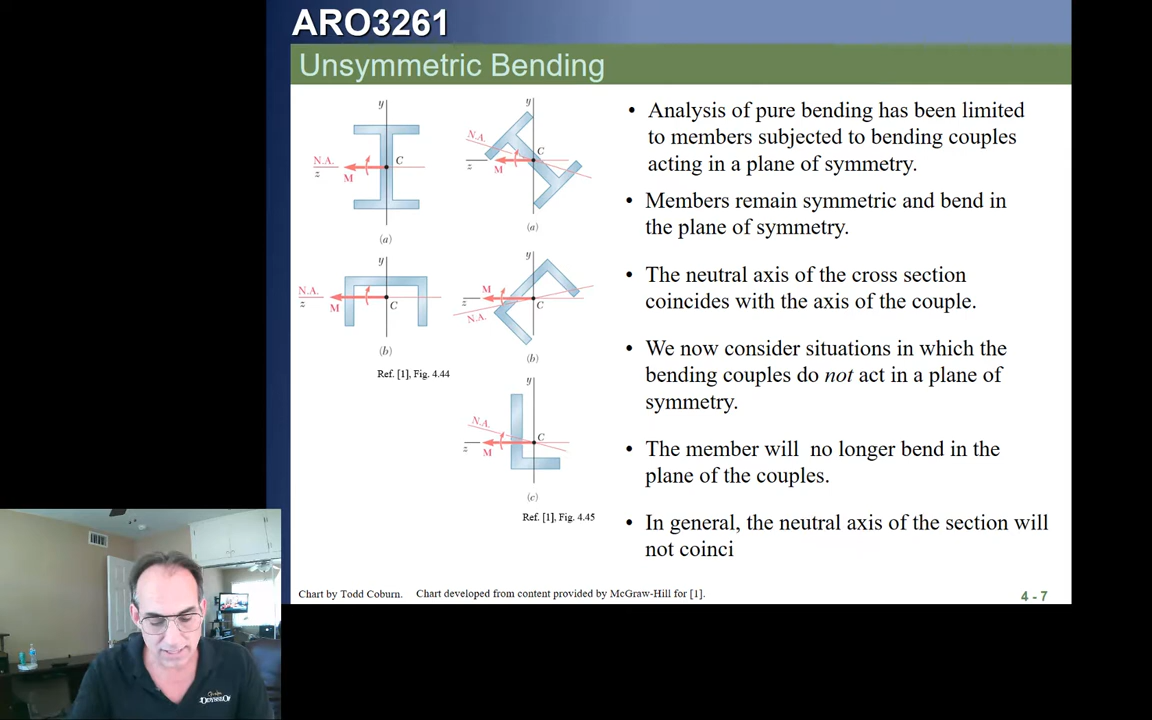 ARO3261
Unsymmetric Bending
y
N.A.
z
M
C
(a)
y
N.A.
z
M
C
(a)
y
N.A.
z
M
C
(b)
y
M
z
N.A.
C
(b)
Ref. [1], Fig. 4.44
y
N.A.
z
M
C
(c)
Ref. [1], Fig. 4.45
• Analysis of pure bending has been limited
to members subjected to bending couples
acting in a plane of symmetry.
• Members remain symmetric and bend in
the plane of symmetry.
• The neutral axis of the cross section
coincides with the axis of the couple.
• We now consider situations in which the
bending couples do not act in a plane of
symmetry.
• The member will no longer bend in the
plane of the couples.
• In general, the neutral axis of the section will
not coinci
Chart by Todd Coburn. Chart developed from content provided by McGraw-Hill for [1].
4 - 7